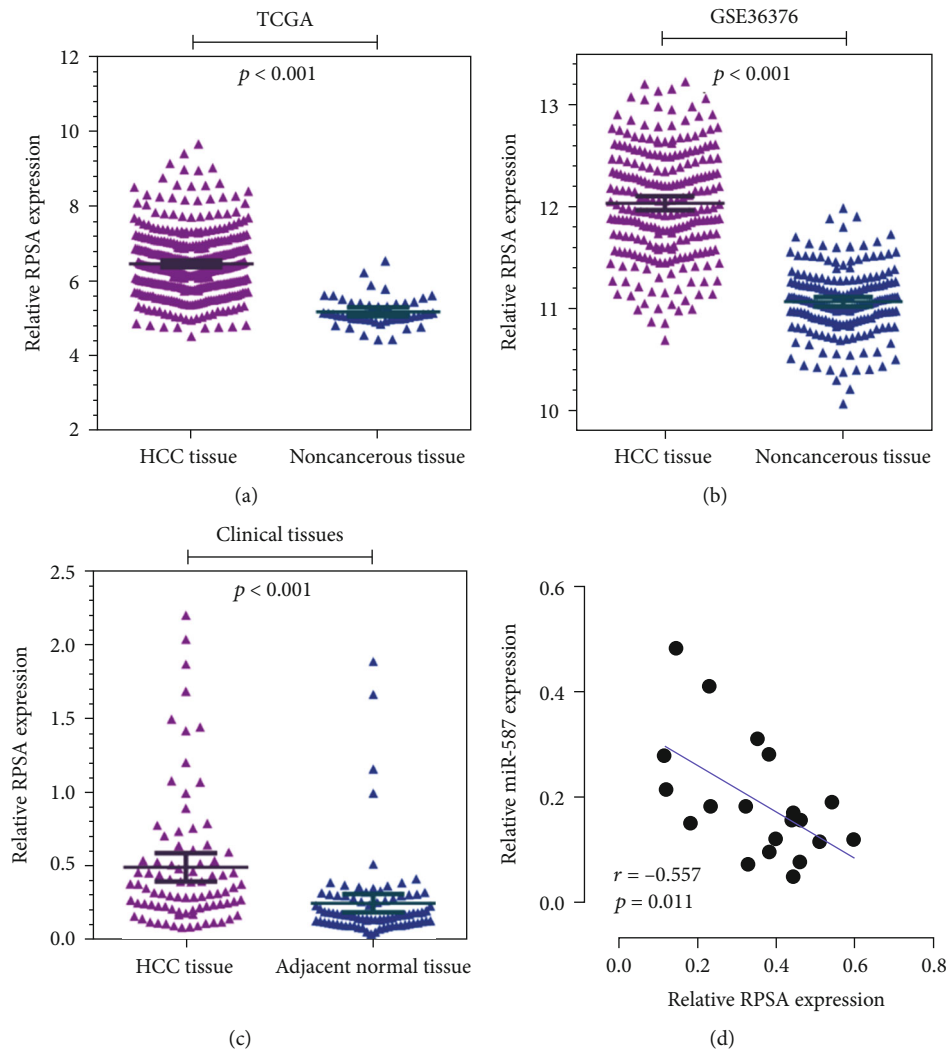 TCGA
p < 0.001
12
10
8
6
4
2
Relative RPSA expression
HCC tissue
Noncancerous tissue
(a)
GSE36376
p < 0.001
13
12
11
10
Relative RPSA expression
HCC tissue
Noncancerous tissue
(b)
Clinical tissues
p < 0.001
2.5
2.0
1.5
1.0
0.5
0.0
Relative RPSA expression
HCC tissue
Adjacent normal tissue
(c)
0.6
0.4
0.2
0.0
Relative miR-587 expression
r = −0.557
p = 0.011
0.0 0.2 0.4 0.6 0.8
Relative RPSA expression
(d)